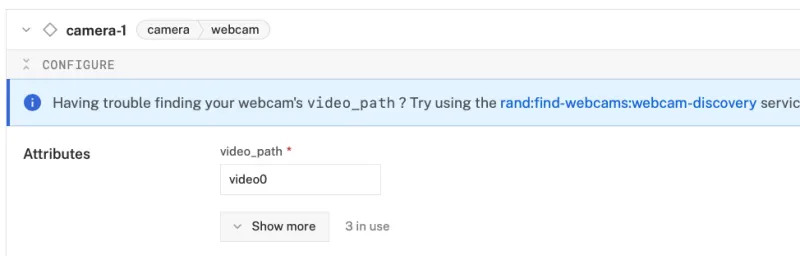 camera-1 camera webcam
CONFIGURE
Having trouble finding your webcam's video_path? Try using the rand:find-webcams:webcam-discovery
Attributes
video_path *
video0
Show more 3 in use